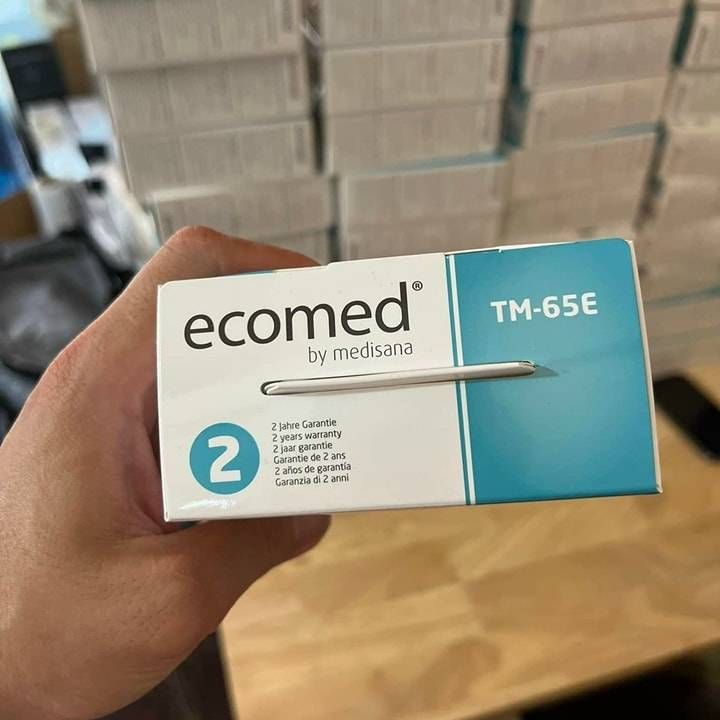 ecomed®
by medisana
TM-65E
2
2 Jahre Garantie
2 years warranty
2 jaar garantie
Garantie de 2 ans
2 años de garantía
Garanzia di 2 anni